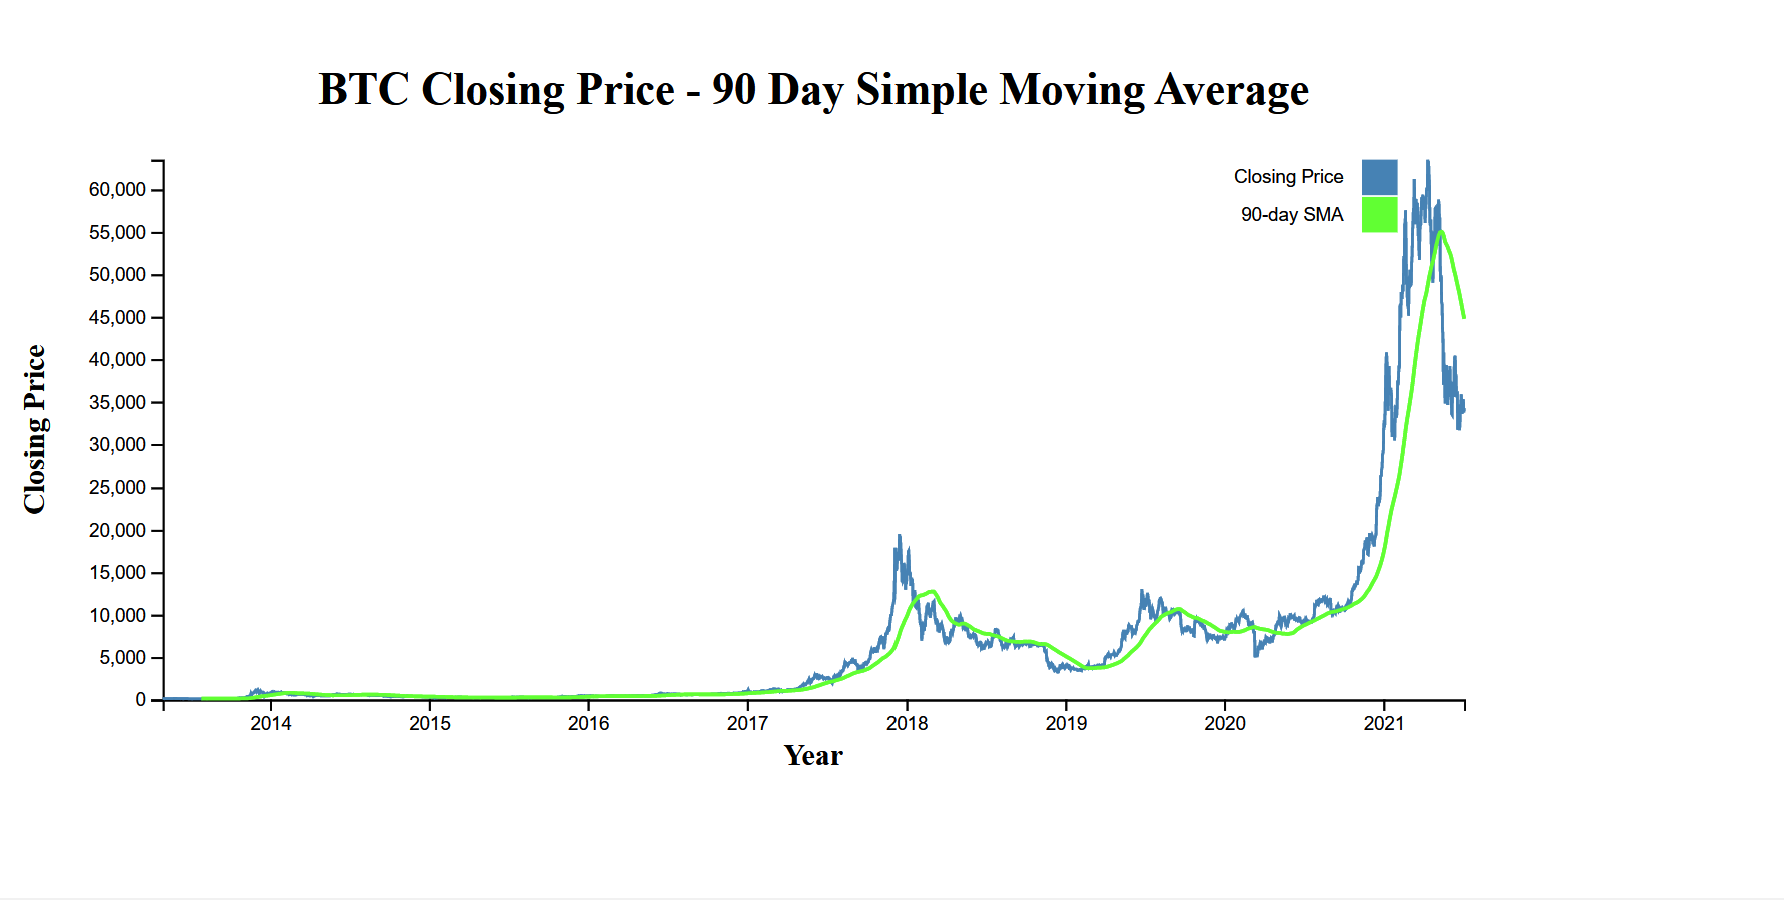 BTC Closing Price - 90 Day Simple Moving Average
Closing Price
90-day SMA
Closing Price
60,000
55,000
50,000
45,000
40,000
35,000
30,000
25,000
20,000
15,000
10,000
5,000
0
2014 2015 2016 2017 2018 2019 2020 2021
Year